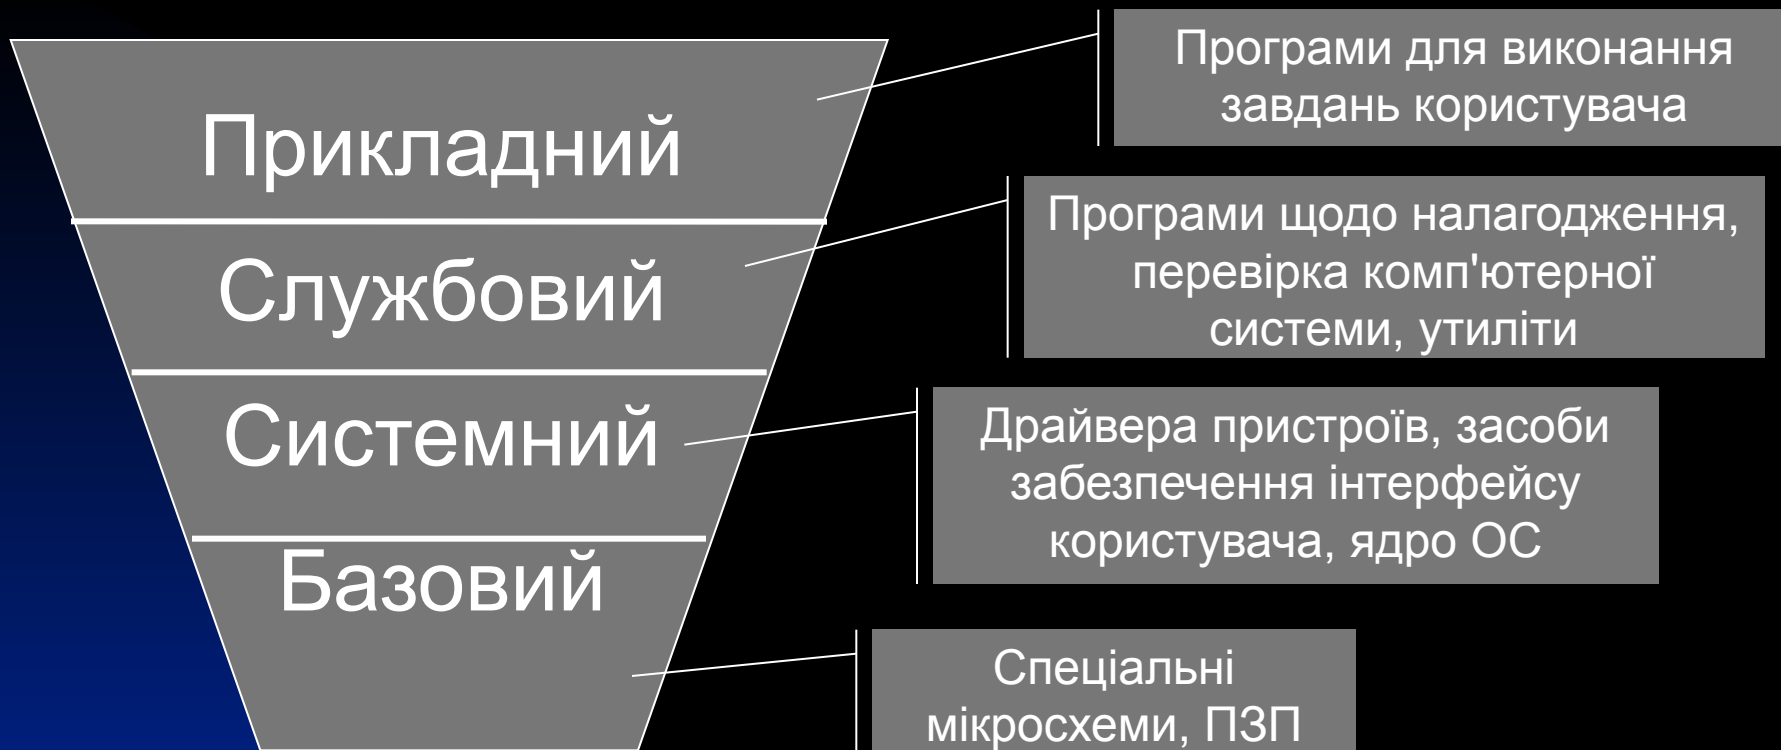 Прикладний
Програми для виконання
завдань користувача
Службовий
Програми щодо налагодження,
перевірка комп'ютерної
системи, утиліти
Системний
Драйвера пристроїв, засоби
забезпечення інтерфейсу
користувача, ядро ОС
Базовий
Спеціальні
мікросхеми, ПЗП